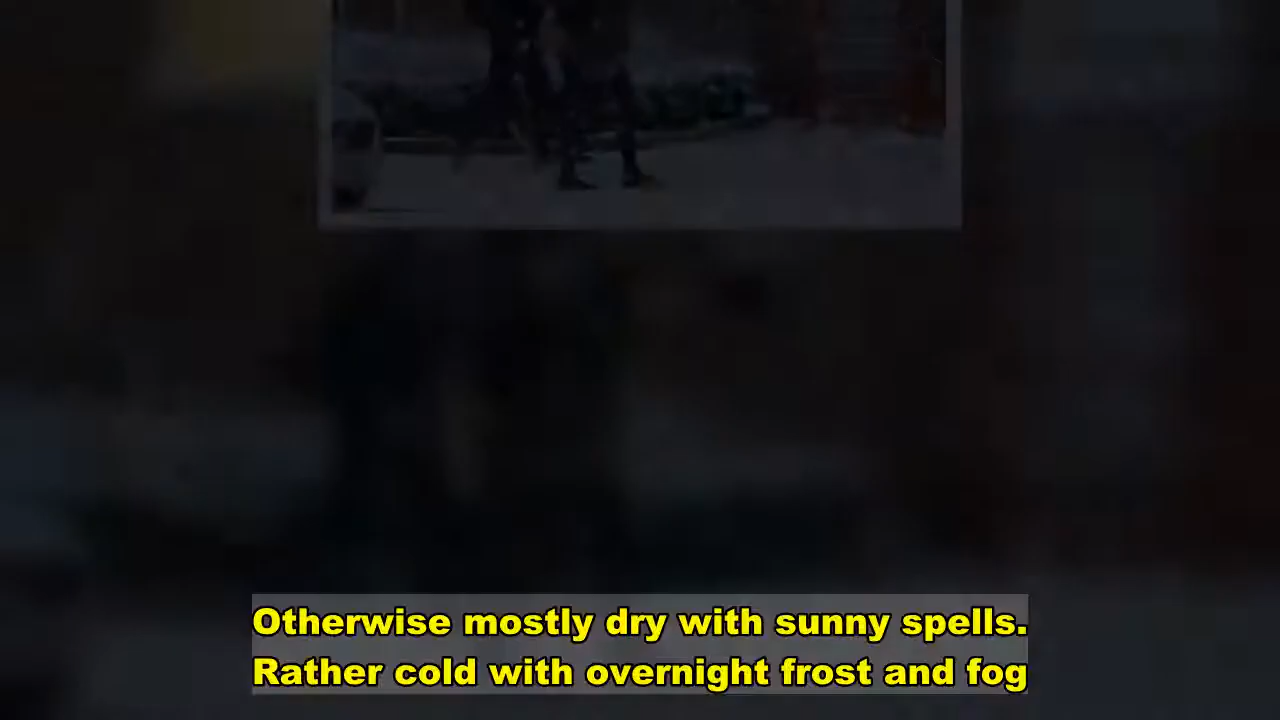 Otherwise mostly dry with sunny spells.
Rather cold with overnight frost and fog